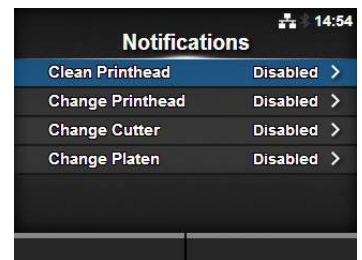 14:54
Notifications
Clean Printhead Disabled >
Change Printhead Disabled >
Change Cutter Disabled >
Change Platen Disabled >